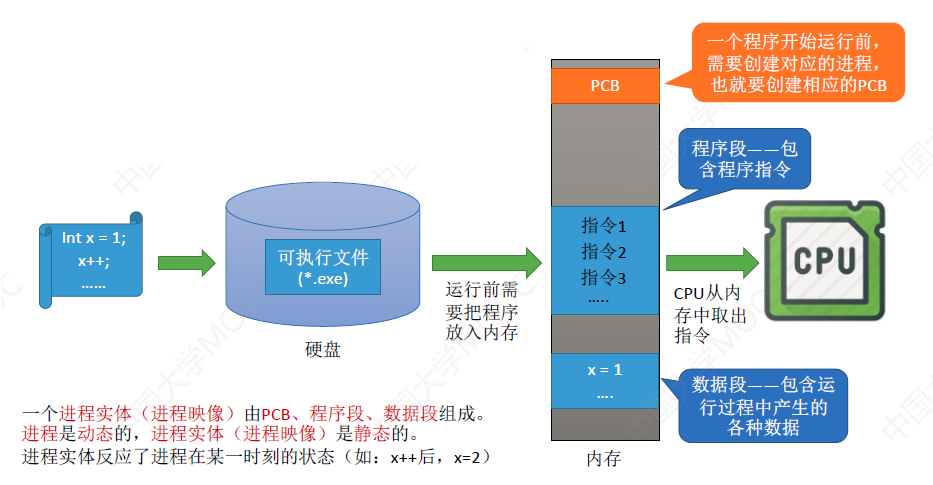 一个程序开始运行前，
需要创建对应的进程，
也就要创建相应的PCB
PCB
程序段——包
含程序指令
Int x = 1;
x++;
……
可执行文件
(*.exe)
硬盘
运行前需
要把程序
放入内存
指令1
指令2
指令3
…..
CPU从内
存中取出
指令
CPU
x = 1
….
数据段——包含运
行过程中产生的
各种数据
内存
一个进程实体（进程映像）由PCB、程序段、数据段组成。
进程是动态的，进程实体（进程映像）是静态的。
进程实体反应了进程在某一时刻的状态（如：x++后，x=2）
中国大学MOOC